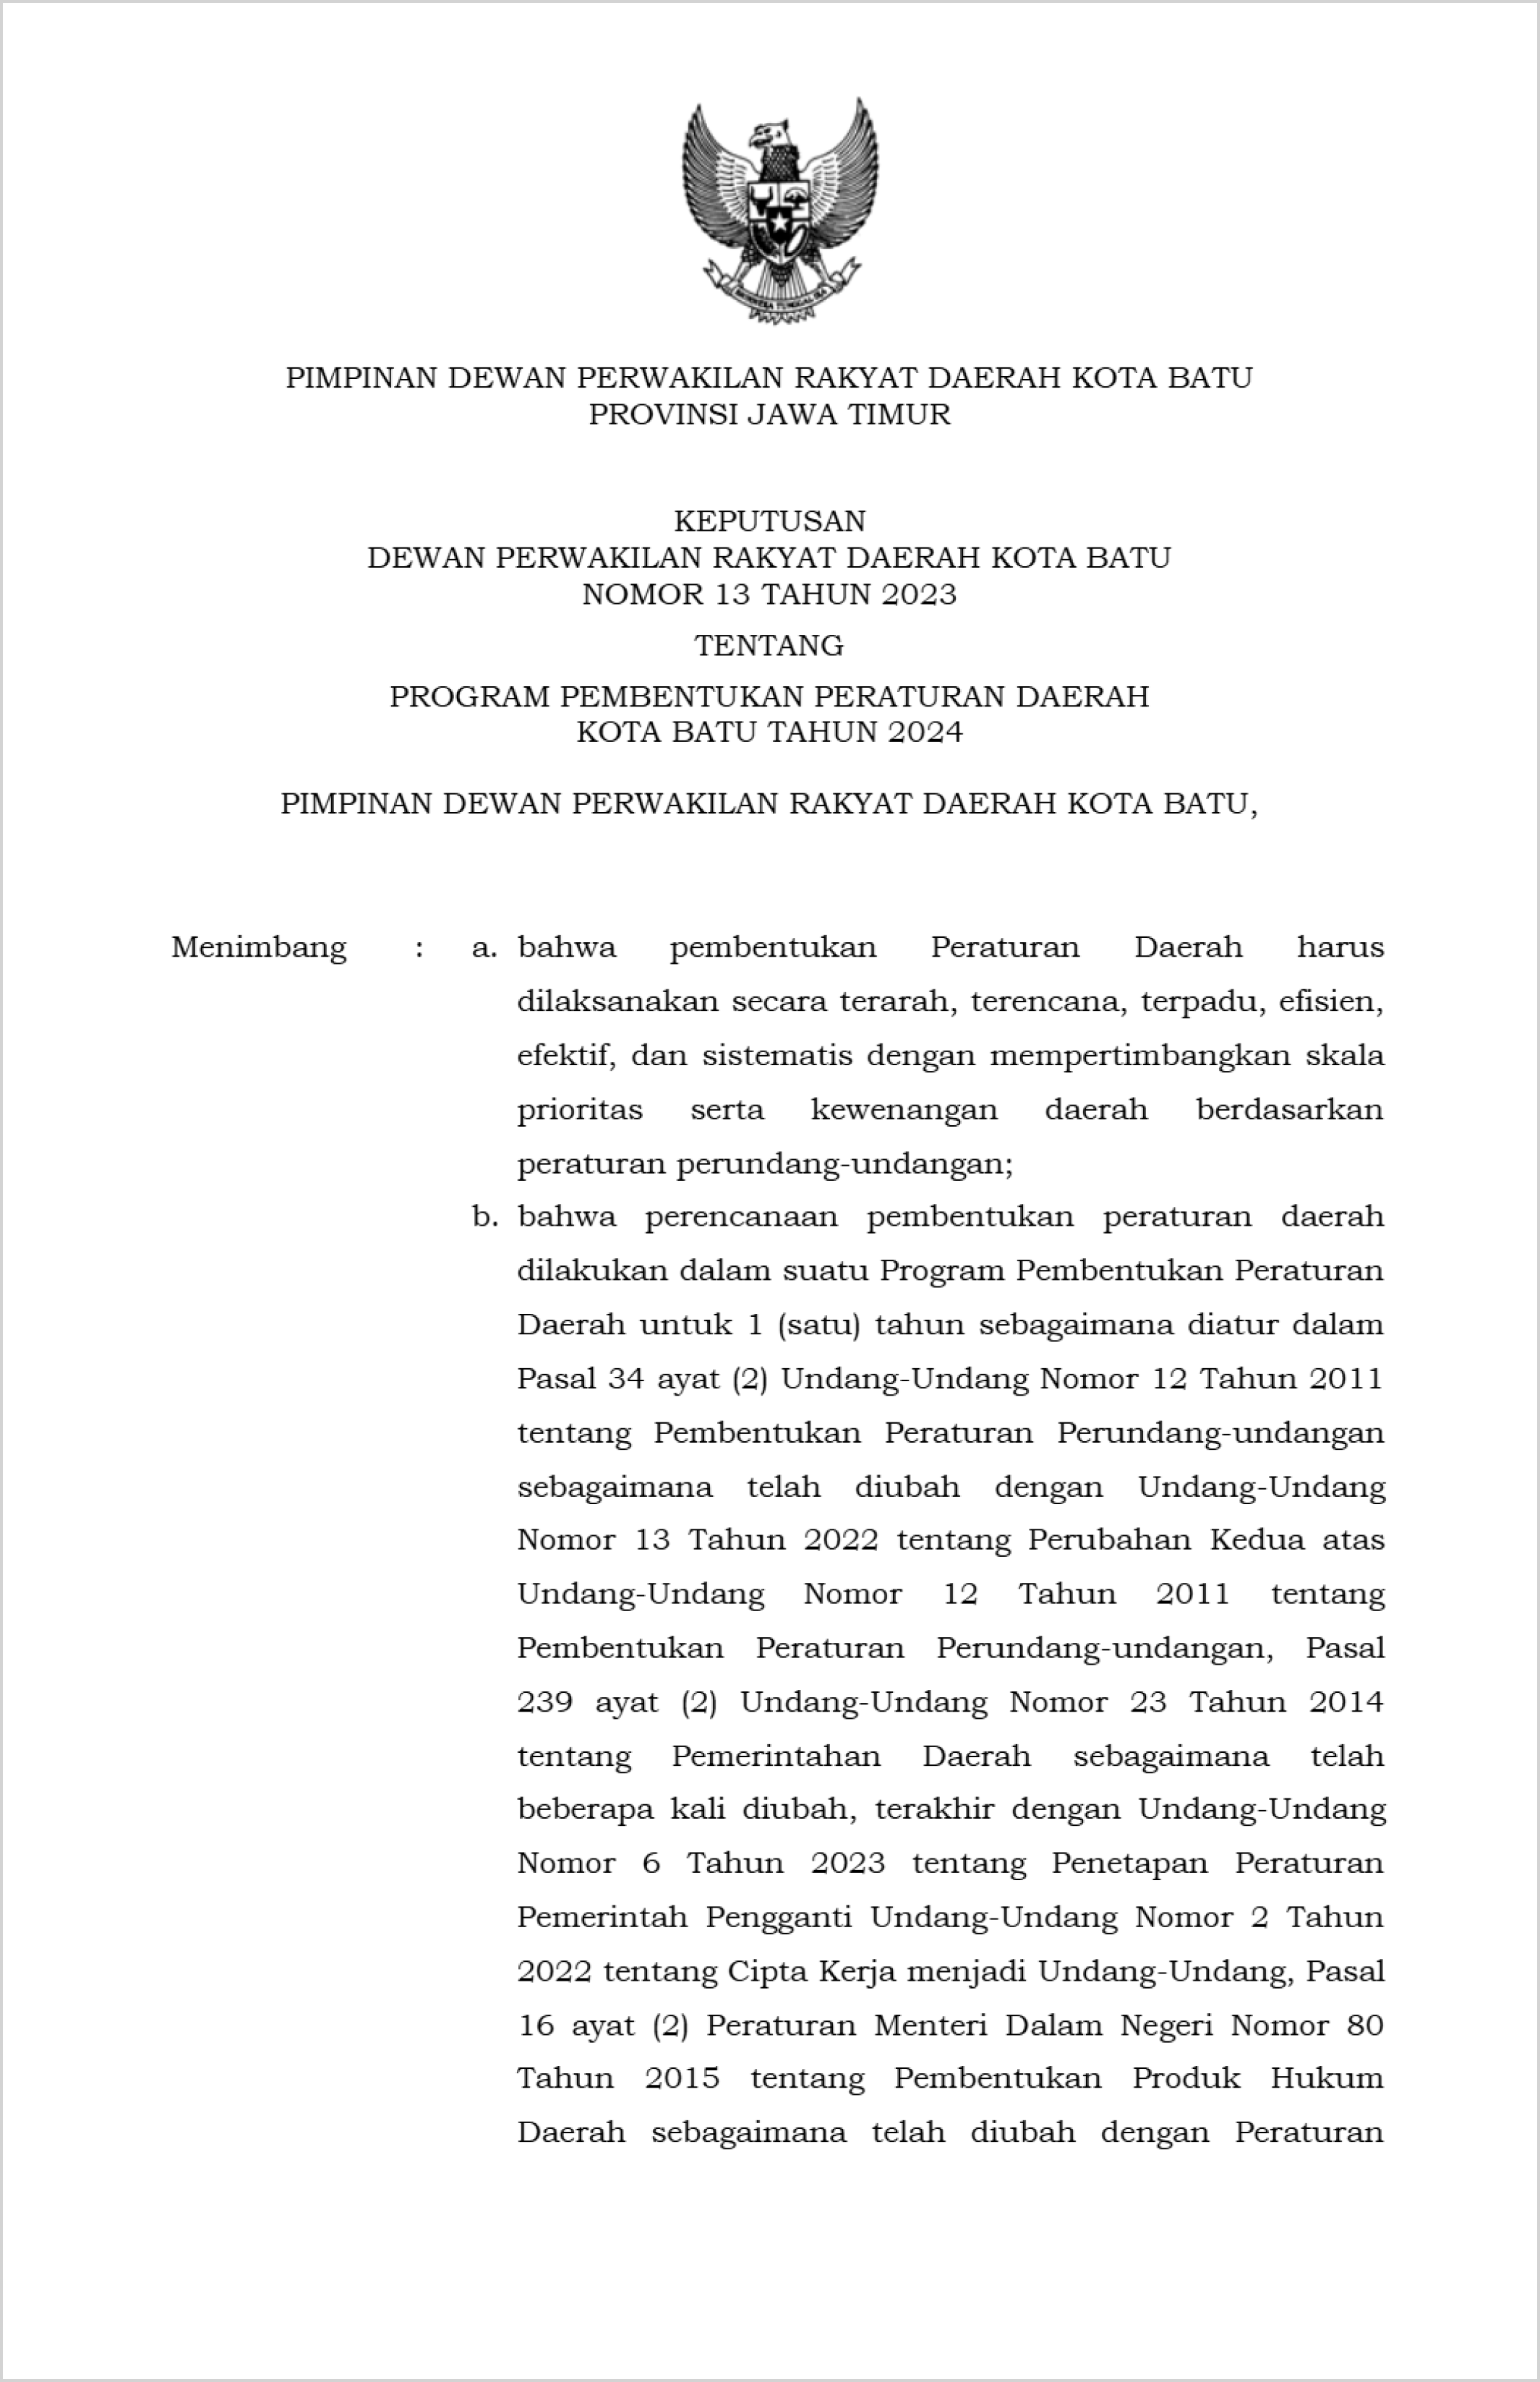 BHINNEKA TUNGGAL IKA
PIMPINAN DEWAN PERWAKILAN RAKYAT DAERAH KOTA BATU
PROVINSI JAWA TIMUR
KEPUTUSAN
DEWAN PERWAKILAN RAKYAT DAERAH KOTA BATU
NOMOR 13 TAHUN 2023
TENTANG
PROGRAM PEMBENTUKAN PERATURAN DAERAH
KOTA BATU TAHUN 2024
PIMPINAN DEWAN PERWAKILAN RAKYAT DAERAH KOTA BATU,
Menimbang : a. bahwa pembentukan Peraturan Daerah harus
dilaksanakan secara terarah, terencana, terpadu, efisien,
efektif, dan sistematis dengan mempertimbangkan skala
prioritas serta kewenangan daerah berdasarkan
peraturan perundang-undangan;
b. bahwa perencanaan pembentukan peraturan daerah
dilakukan dalam suatu Program Pembentukan Peraturan
Daerah untuk 1 (satu) tahun sebagaimana diatur dalam
Pasal 34 ayat (2) Undang-Undang Nomor 12 Tahun 2011
tentang Pembentukan Peraturan Perundang-undangan
sebagaimana telah diubah dengan Undang-Undang
Nomor 13 Tahun 2022 tentang Perubahan Kedua atas
Undang-Undang Nomor 12 Tahun 2011 tentang
Pembentukan Peraturan Perundang-undangan, Pasal
239 ayat (2) Undang-Undang Nomor 23 Tahun 2014
tentang Pemerintahan Daerah sebagaimana telah
beberapa kali diubah, terakhir dengan Undang-Undang
Nomor 6 Tahun 2023 tentang Penetapan Peraturan
Pemerintah Pengganti Undang-Undang Nomor 2 Tahun
2022 tentang Cipta Kerja menjadi Undang-Undang, Pasal
16 ayat (2) Peraturan Menteri Dalam Negeri Nomor 80
Tahun 2015 tentang Pembentukan Produk Hukum
Daerah sebagaimana telah diubah dengan Peraturan